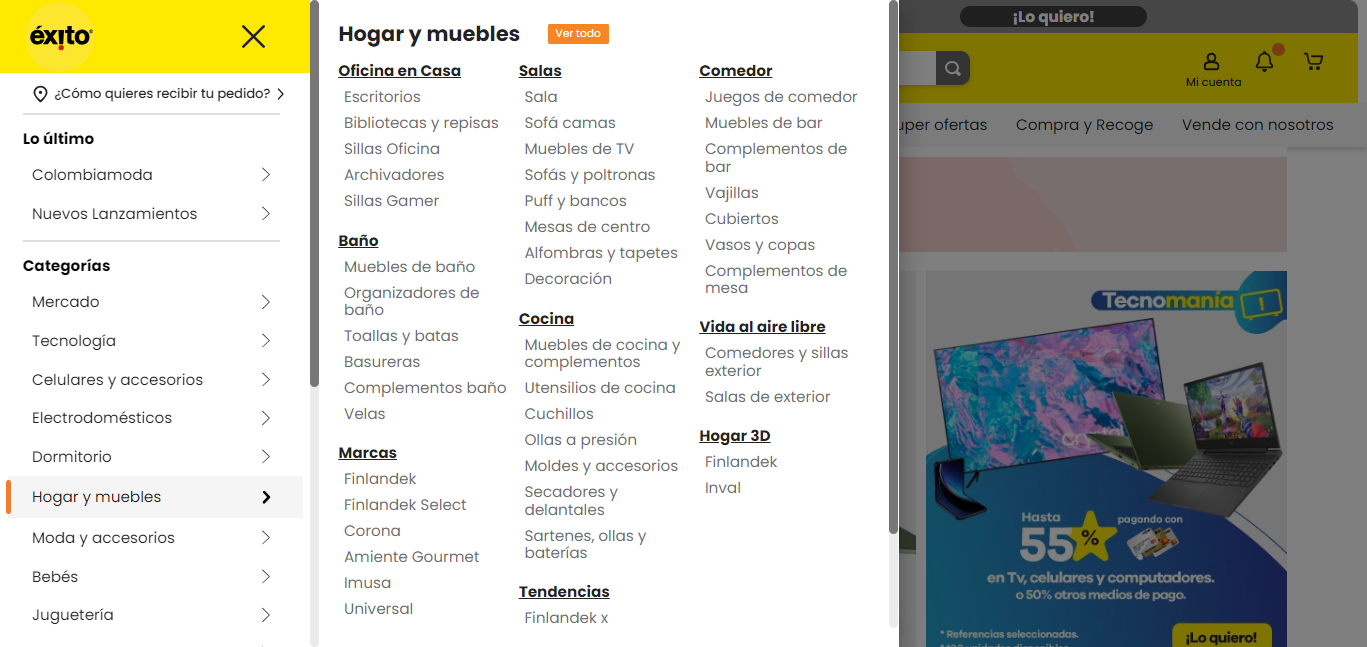 éxito
¿Cómo quieres recibir tu pedido?
Lo último
Colombiamoda
Nuevos Lanzamientos
Categorías
Mercado
Tecnología
Celulares y accesorios
Electrodomésticos
Dormitorio
Hogar y muebles
Moda y accesorios
Bebés
Juguetería
Hogar y muebles
Ver todo
Oficina en Casa
Escritorios
Bibliotecas y repisas
Sillas Oficina
Archivadores
Sillas Gamer
Baño
Muebles de baño
Organizadores de
baño
Toallas y batas
Basureras
Complementos baño
Velas
Marcas
Finlandek
Finlandek Select
Corona
Amiente Gourmet
Imusa
Universal
Salas
Sala
Sofá camas
Muebles de TV
Sofás y poltronas
Puff y bancos
Mesas de centro
Alfombras y tapetes
Decoración
Cocina
Muebles de cocina y
complementos
Utensilios de cocina
Cuchillos
Ollas a presión
Moldes y accesorios
Secadores y
delantales
Sartenes, ollas y
baterías
Tendencias
Finlandek x
Comedor
Juegos de comedor
Muebles de bar
Complementos de
bar
Vajillas
Cubiertos
Vasos y copas
Complementos de
mesa
Vida al aire libre
Comedores y sillas
exterior
Salas de exterior
Hogar 3D
Finlandek
Inval
¡Lo quiero!
Mi cuenta
uper ofertas
Compra y Recoge
Vende con nosotros
Tecnomanía
Hasta
55%
pagando con
en Tv, celulares y computadores.
o 50% otros medios de pago.
* Referencias seleccionadas.
¡Lo quiero!